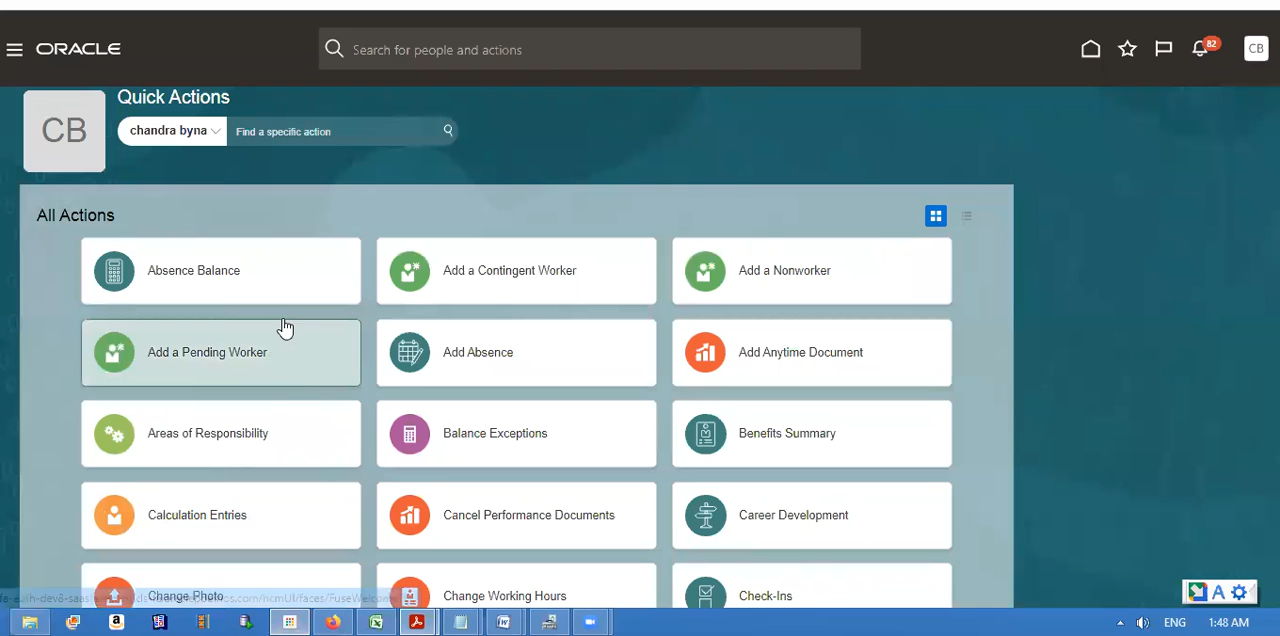 ORACLE
Search for people and actions
82
CB
CB
Quick Actions
chandra byna
Find a specific action
All Actions
Absence Balance
Add a Contingent Worker
Add a Nonworker
Add a Pending Worker
Add Absence
Add Anytime Document
Areas of Responsibility
Balance Exceptions
Benefits Summary
Calculation Entries
Cancel Performance Documents
Career Development
Change Photo
Change Working Hours
Check-Ins
A
ENG
1:48 AM